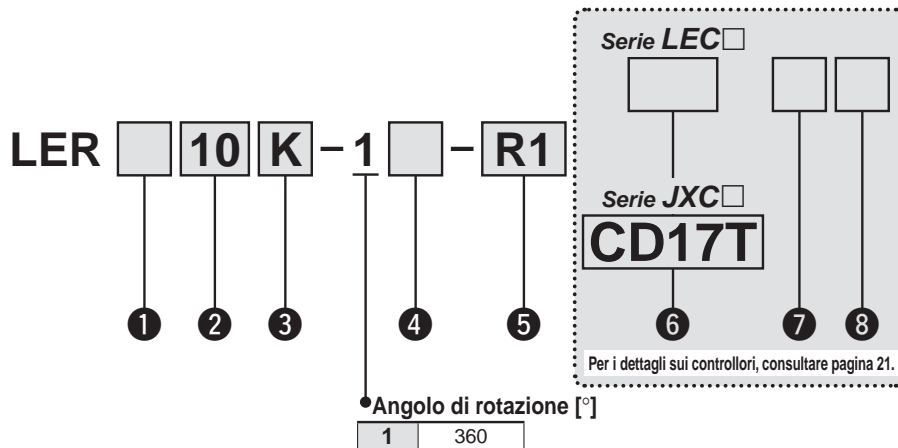 Serie LEC□
LER □ 10 K - 1 □ - R1
Serie JXC□
CD17T
❶ ❷ ❸ ❹ ❺ ❻ ❼ ❽
Per i dettagli sui controllori, consultare pagina 21.
●Angolo di rotazione [°]
1 360